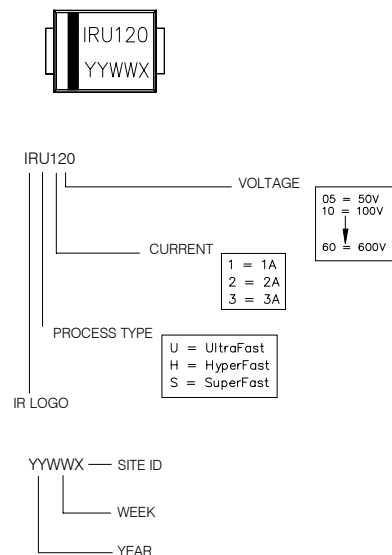 IRU120
YYWWX
IRU120
VOLTAGE
05 = 50V
10 = 100V
60 = 600V
CURRENT
1 = 1A
2 = 2A
3 = 3A
PROCESS TYPE
U = UltraFast
H = HyperFast
S = SuperFast
IR LOGO
YYWWX
SITE ID
WEEK
YEAR